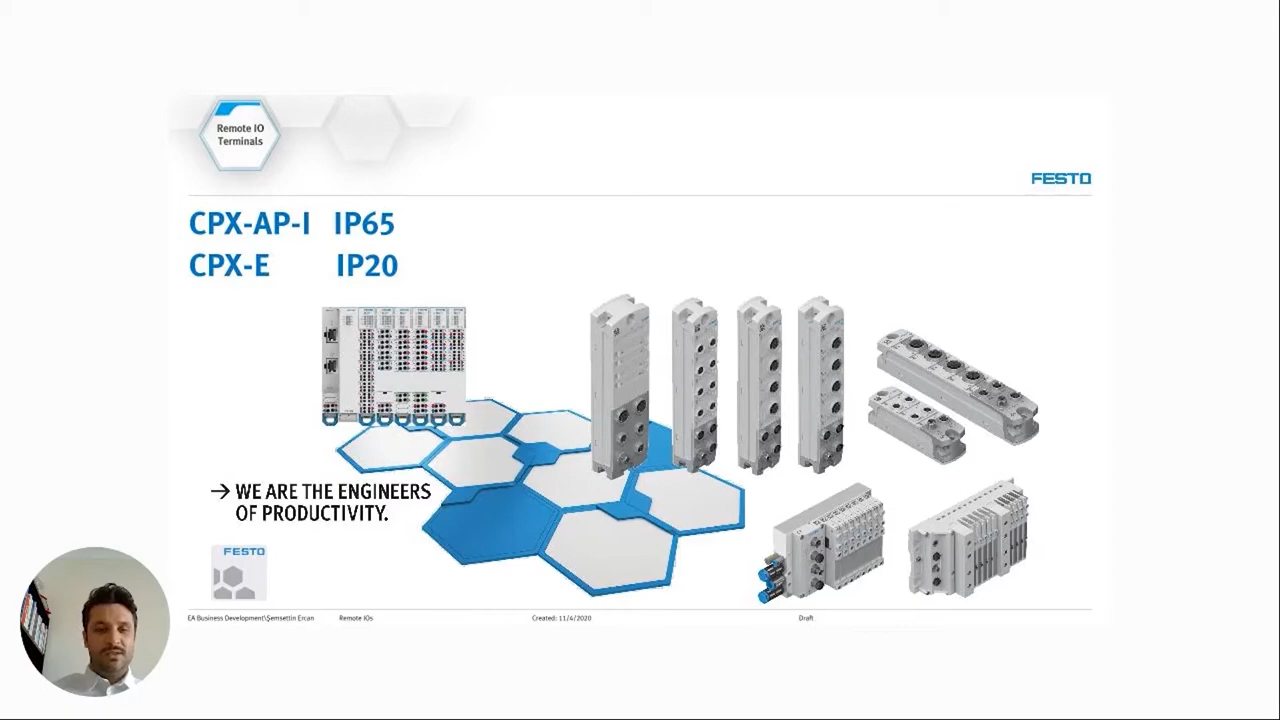 Remote IO
Terminals
FESTO
CPX-AP-I IP65
CPX-E IP20
→ WE ARE THE ENGINEERS
OF PRODUCTIVITY.
FESTO
EA Business Development\Şemsettin Ercan Remote IOs Created: 11/4/2020 Draft